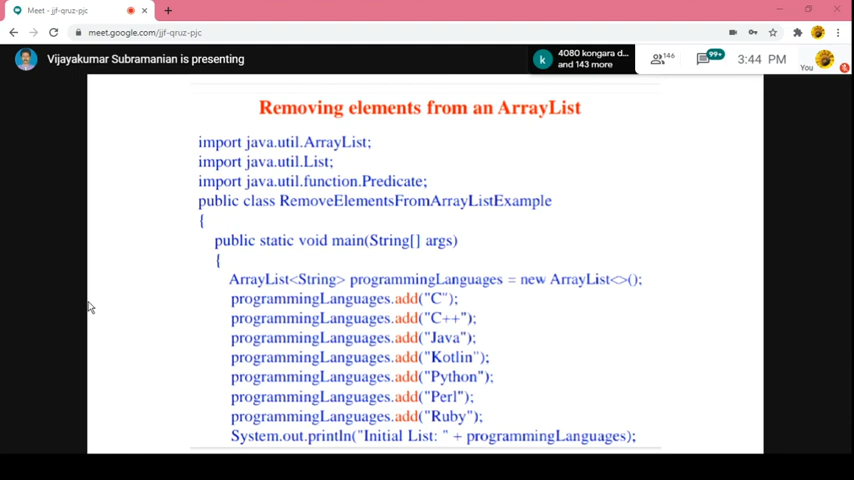 Meet - jjf-qruz-pjc
meet.google.com/jjf-qruz-pjc
Vijayakumar Subramanian is presenting
k
4080 kongara d...
and 143 more
146
99+
3:44 PM
You
Removing elements from an ArrayList
import java.util.ArrayList;
import java.util.List;
import java.util.function.Predicate;
public class RemoveElementsFromArrayListExample
{
public static void main(String[] args)
{
ArrayList<String> programmingLanguages = new ArrayList<>();
programmingLanguages.add("C");
programmingLanguages.add("C++");
programmingLanguages.add("Java");
programmingLanguages.add("Kotlin");
programmingLanguages.add("Python");
programmingLanguages.add("Perl");
programmingLanguages.add("Ruby");
System.out.println("Initial List: " + programmingLanguages);